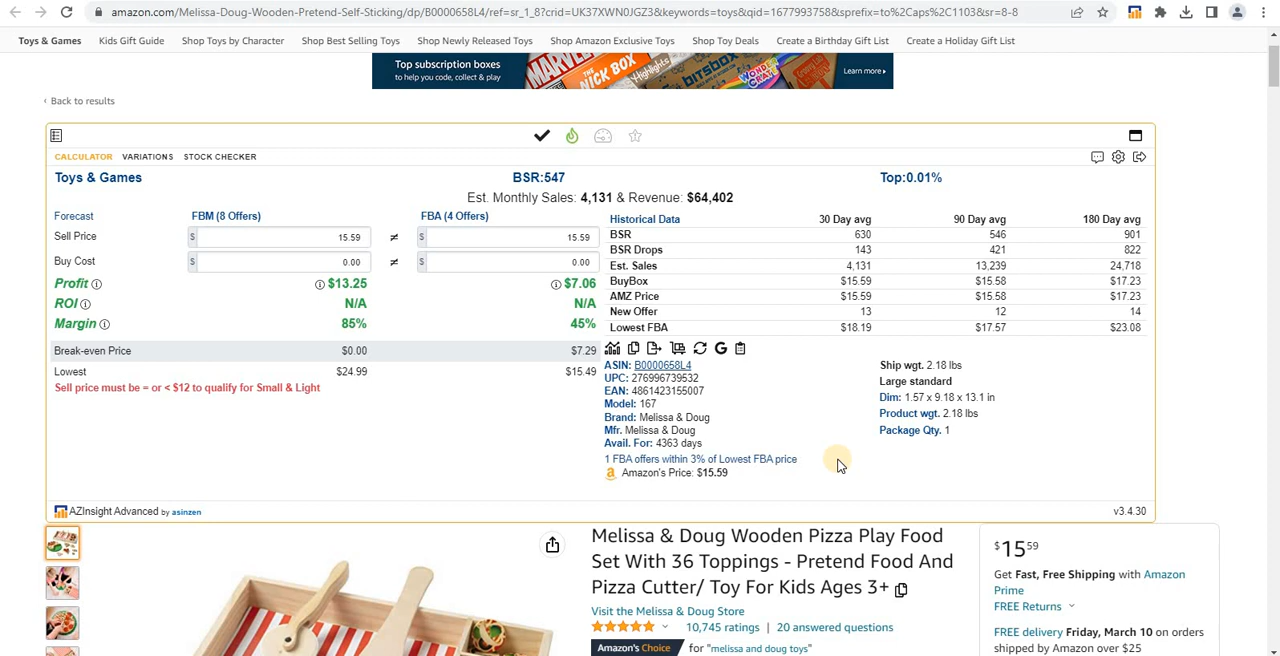 amazon.com/Melissa-Doug-Wooden-Pretend-Self-Sticking/dp/B0000658L4/ref=sr_1_8?crid=UK37XWN0JGZ3&keywords=toys&qid=1677993758&sprefix=to%2Caps%2C1103&sr=8-8
Toys & Games Kids Gift Guide Shop Toys by Character Shop Best Selling Toys Shop Newly Released Toys Shop Amazon Exclusive Toys Shop Toy Deals Create a Birthday Gift List Create a Holiday Gift List
Top subscription boxes
to help you code, collect & play
MARVEL
THE NICK BOX
Highlights
bitsbox
WONDER CRATE
Learn more
‹ Back to results
CALCULATOR VARIATIONS STOCK CHECKER
Toys & Games BSR:547 Top:0.01%
Est. Monthly Sales: 4,131 & Revenue: $64,402
Forecast FBM (8 Offers) FBA (4 Offers)
Sell Price $ 15.59 ≠ $ 15.59
Buy Cost $ 0.00 ≠ $ 0.00
Profit $13.25 $7.06
ROI N/A N/A
Margin 85% 45%
Break-even Price $0.00 $7.29
Lowest $24.99 $15.49
Sell price must be = or < $12 to qualify for Small & Light
Historical Data 30 Day avg 90 Day avg 180 Day avg
BSR 630 546 901
BSR Drops 143 421 822
Est. Sales 4,131 13,239 24,718
BuyBox $15.59 $15.58 $17.23
AMZ Price $15.59 $15.58 $17.23
New Offer 13 12 14
Lowest FBA $18.19 $17.57 $23.08
ASIN: B0000658L4
UPC: 276996739532
EAN: 4861423155007
Model: 167
Brand: Melissa & Doug
Mfr. Melissa & Doug
Avail. For: 4363 days
1 FBA offers within 3% of Lowest FBA price
Amazon's Price: $15.59
Ship wgt. 2.18 lbs
Large standard
Dim: 1.57 x 9.18 x 13.1 in
Product wgt. 2.18 lbs
Package Qty. 1
AZInsight Advanced by asinzen v3.4.30
Melissa & Doug Wooden Pizza Play Food
Set With 36 Toppings - Pretend Food And
Pizza Cutter/ Toy For Kids Ages 3+
Visit the Melissa & Doug Store
10,745 ratings | 20 answered questions
Amazon's Choice for "melissa and doug toys"
$15 59
Get Fast, Free Shipping with Amazon
Prime
FREE Returns
FREE delivery Friday, March 10 on orders
shipped by Amazon over $25